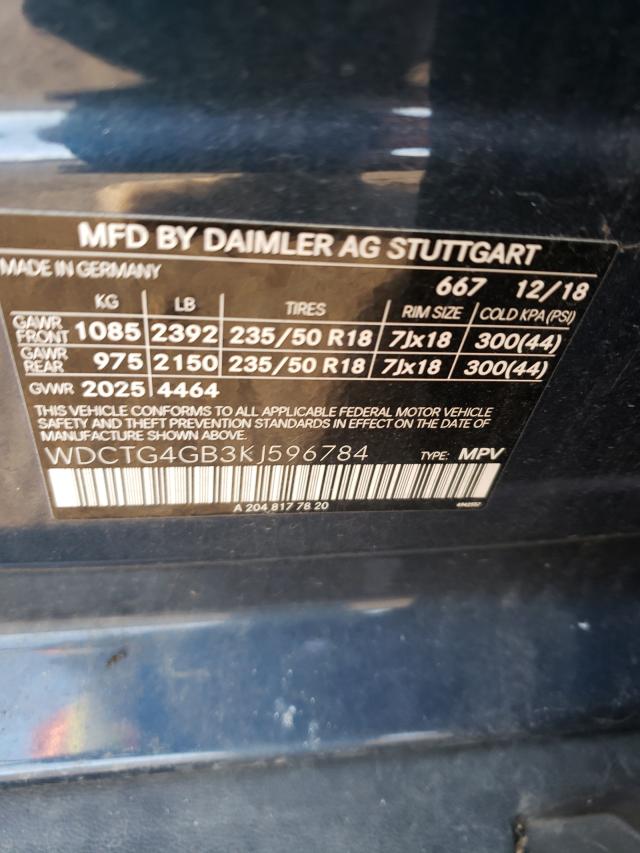 MFD BY DAIMLER AG STUTTGART
MADE IN GERMANY 667 12/18
KG LB TIRES RIM SIZE COLD KPA (PSI)
GAWR FRONT 1085 2392 235/50 R18 7Jx18 300(44)
GAWR REAR 975 2150 235/50 R18 7Jx18 300(44)
GVWR 2025 4464
THIS VEHICLE CONFORMS TO ALL APPLICABLE FEDERAL MOTOR VEHICLE
SAFETY AND THEFT PREVENTION STANDARDS IN EFFECT ON THE DATE OF
MANUFACTURE SHOWN ABOVE.
WDCTG4GB3KJ596784 TYPE: MPV
A 204 817 78 20